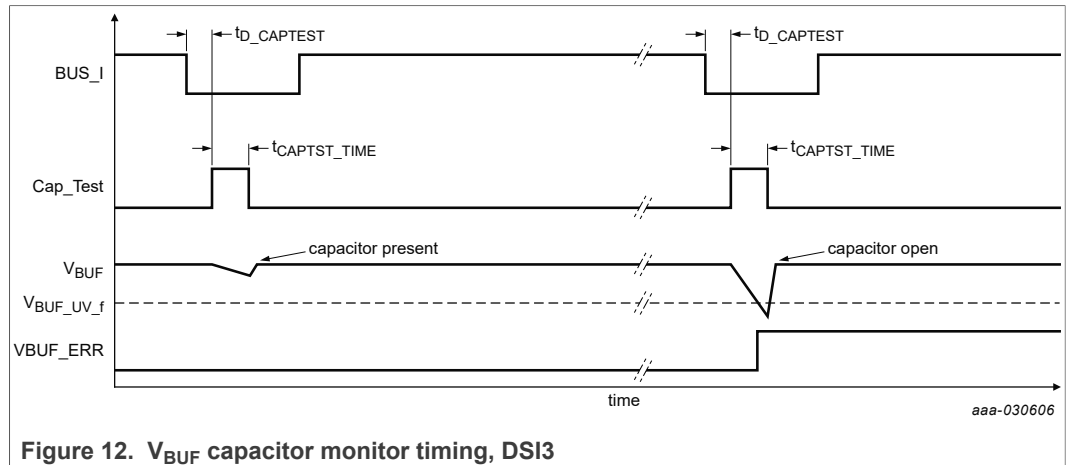 tD_CAPTEST tD_CAPTEST
BUS_I
tCAPTST_TIME tCAPTST_TIME
Cap_Test
capacitor present capacitor open
VBUF
VBUF_UV_f
VBUF_ERR
time
aaa-030606
Figure 12. VBUF capacitor monitor timing, DSI3